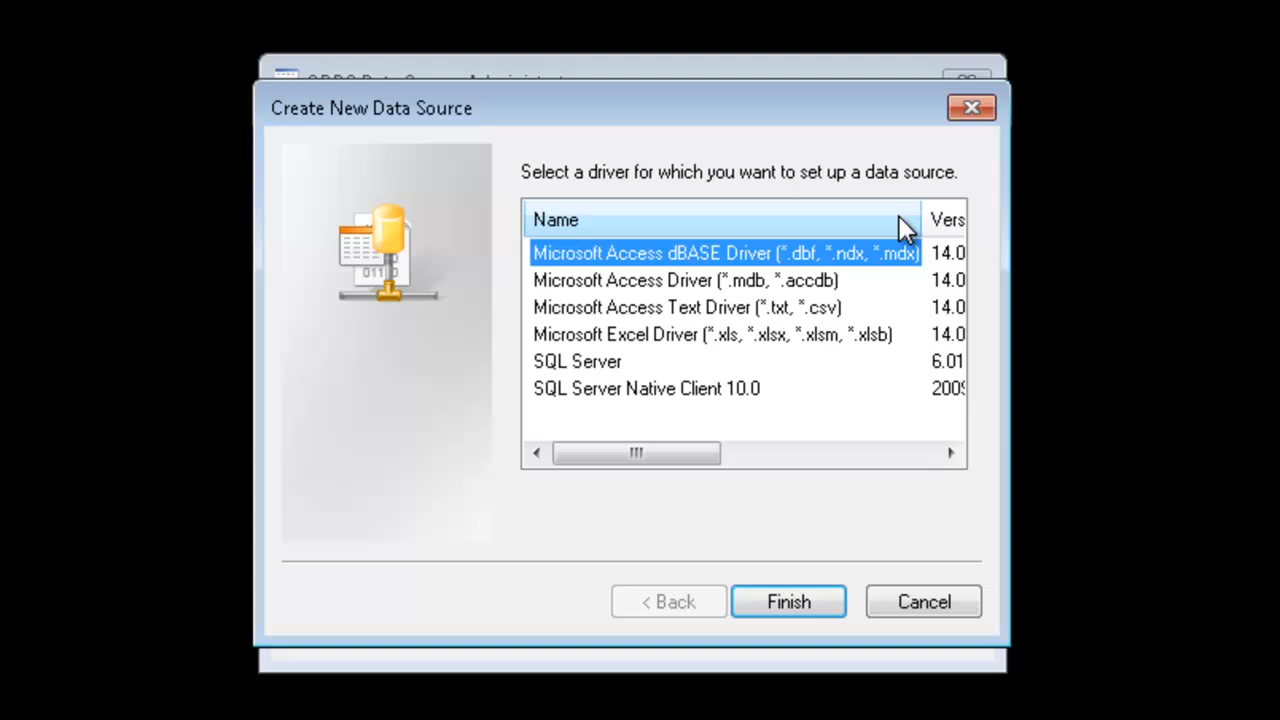 Create New Data Source
Select a driver for which you want to set up a data source.
Name Vers
Microsoft Access dBASE Driver (*.dbf, *.ndx, *.mdx) 14.0
Microsoft Access Driver (*.mdb, *.accdb) 14.0
Microsoft Access Text Driver (*.txt, *.csv) 14.0
Microsoft Excel Driver (*.xls, *.xlsx, *.xlsm, *.xlsb) 14.0
SQL Server 6.01
SQL Server Native Client 10.0 2009
< Back Finish Cancel